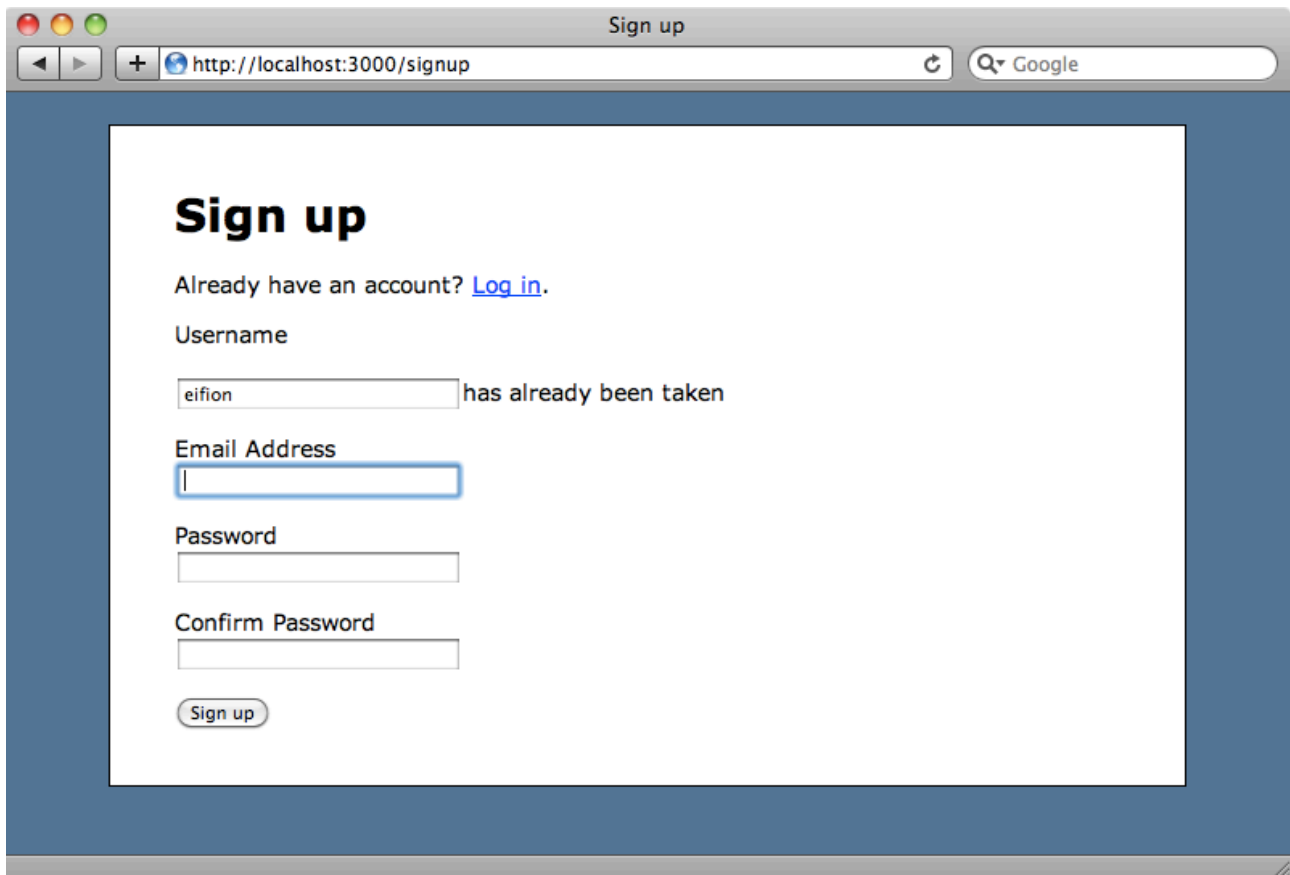 Sign up
http://localhost:3000/signup
Google
Sign up
Already have an account? Log in.
Username
eifion has already been taken
Email Address
Password
Confirm Password
Sign up